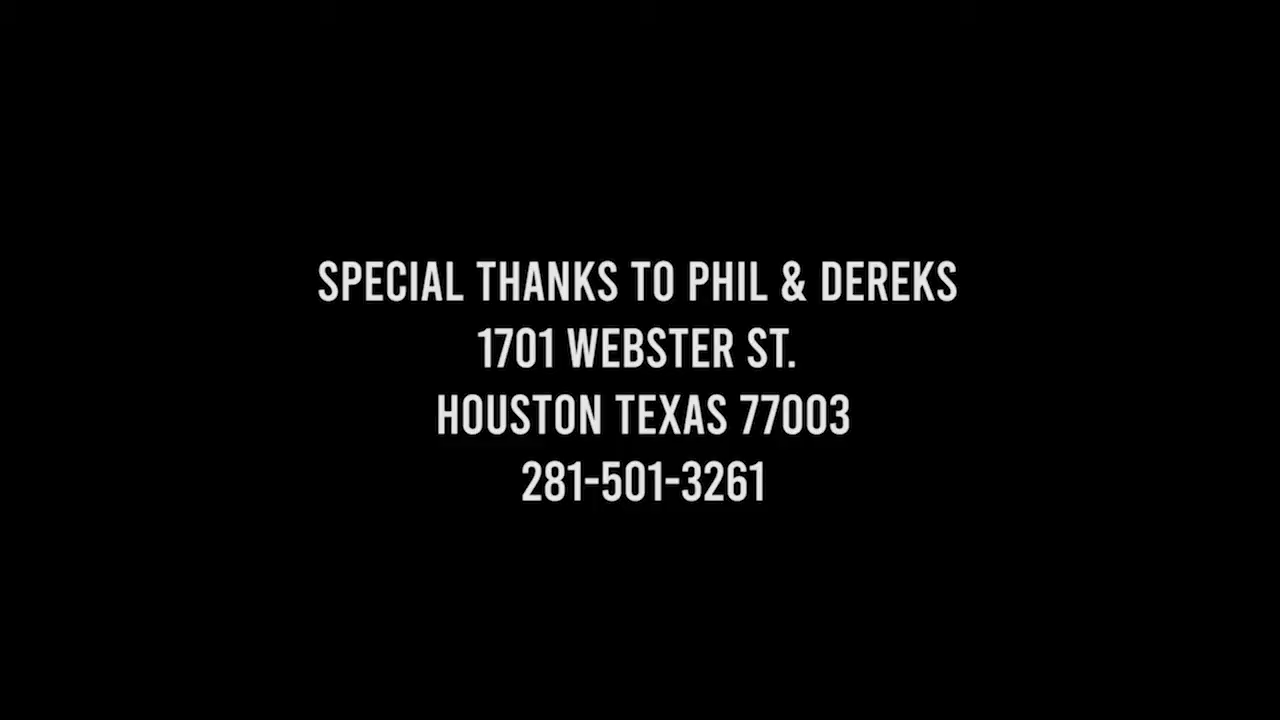 SPECIAL THANKS TO PHIL & DEREKS
1701 WEBSTER ST.
HOUSTON TEXAS 77003
281-501-3261